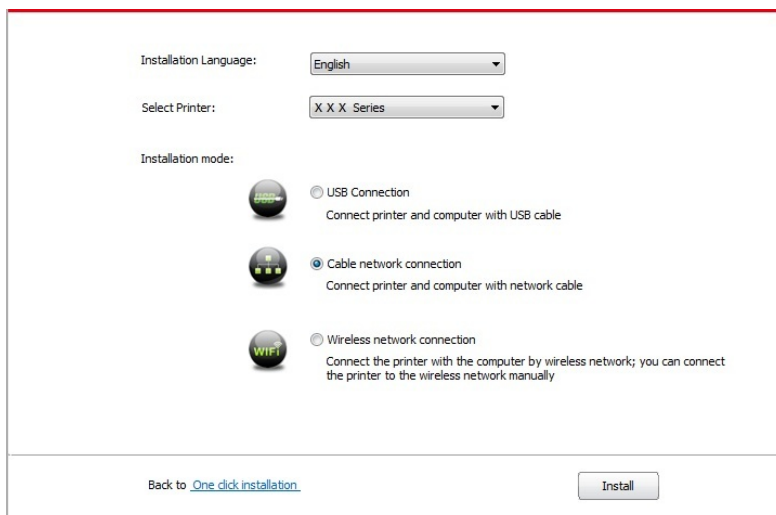 Installation Language: English
Select Printer: X X X Series
Installation mode:
USB
USB Connection
Connect printer and computer with USB cable
Cable network connection
Connect printer and computer with network cable
WiFi
Wireless network connection
Connect the printer with the computer by wireless network; you can connect
the printer to the wireless network manually
Back to One click installation
Install